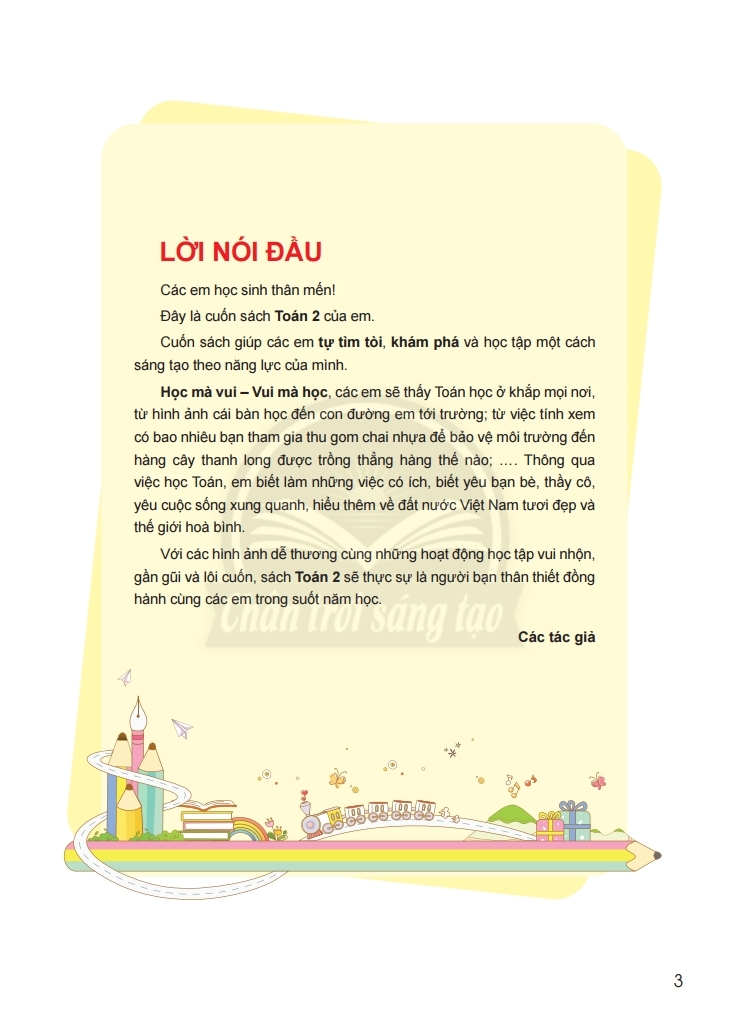 LỜI NÓI ĐẦU
Các em học sinh thân mến!
Đây là cuốn sách Toán 2 của em.
Cuốn sách giúp các em tự tìm tòi, khám phá và học tập một cách
sáng tạo theo năng lực của mình.
Học mà vui – Vui mà học, các em sẽ thấy Toán học ở khắp mọi nơi,
từ hình ảnh cái bàn học đến con đường em tới trường; từ việc tính xem
có bao nhiêu bạn tham gia thu gom chai nhựa để bảo vệ môi trường đến
hàng cây thanh long được trồng thẳng hàng thế nào; .... Thông qua
việc học Toán, em biết làm những việc có ích, biết yêu bạn bè, thầy cô,
yêu cuộc sống xung quanh, hiểu thêm về đất nước Việt Nam tươi đẹp và
thế giới hoà bình.
Với các hình ảnh dễ thương cùng những hoạt động học tập vui nhộn,
gần gũi và lôi cuốn, sách Toán 2 sẽ thực sự là người bạn thân thiết đồng
hành cùng các em trong suốt năm học.
Chân trời sáng tạo
Các tác giả
3